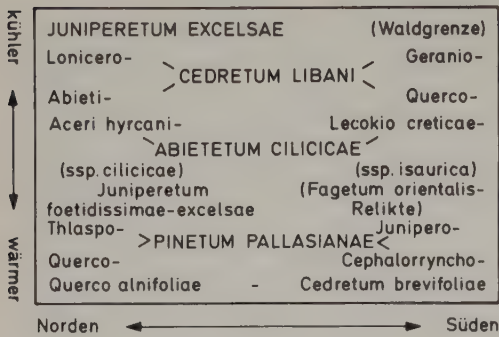 kühler
wärmer
JUNIPERETUM EXCELSAE (Waldgrenze)
Lonicero- Geranio-
CEDRETUM LIBANI
Abieti- Querco-
Aceri hyrcani- Lecokio creticae-
ABIETETUM CILICICAE
(ssp. cilicicae) (ssp. isaurica)
Juniperetum (Fagetum orientalis-
foetidissimae-excelsae Relikte)
Thlaspo- Junipero-
>PINETUM PALLASIANAE<
Querco- Cephalorryncho-
Querco alnifoliae - Cedretum brevifoliae
Norden Süden